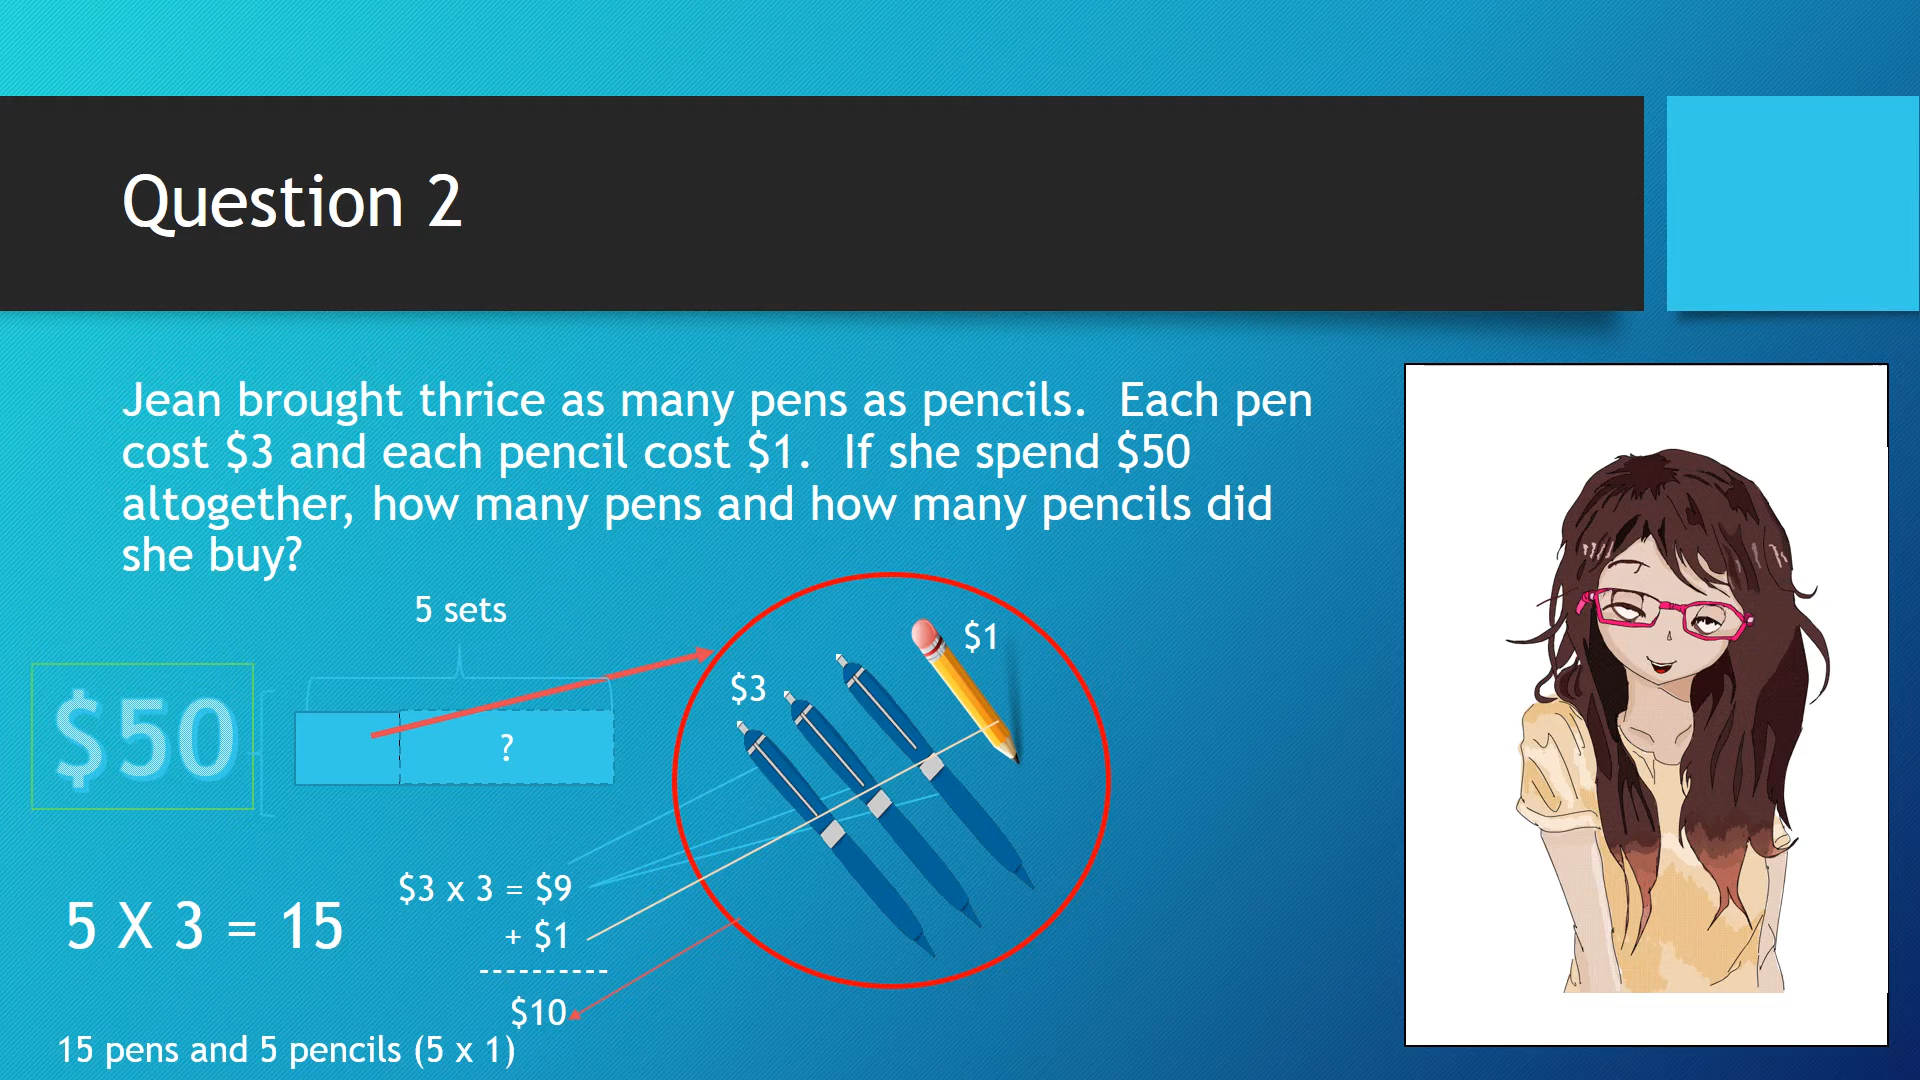 Question 2
Jean brought thrice as many pens as pencils.  Each pen
cost $3 and each pencil cost $1.  If she spend $50
altogether, how many pens and how many pencils did
she buy?
5 sets
$50
?
$3
$1
$3 x 3 = $9
+ $1
----------
$10
5 X 3 = 15
15 pens and 5 pencils (5 x 1)